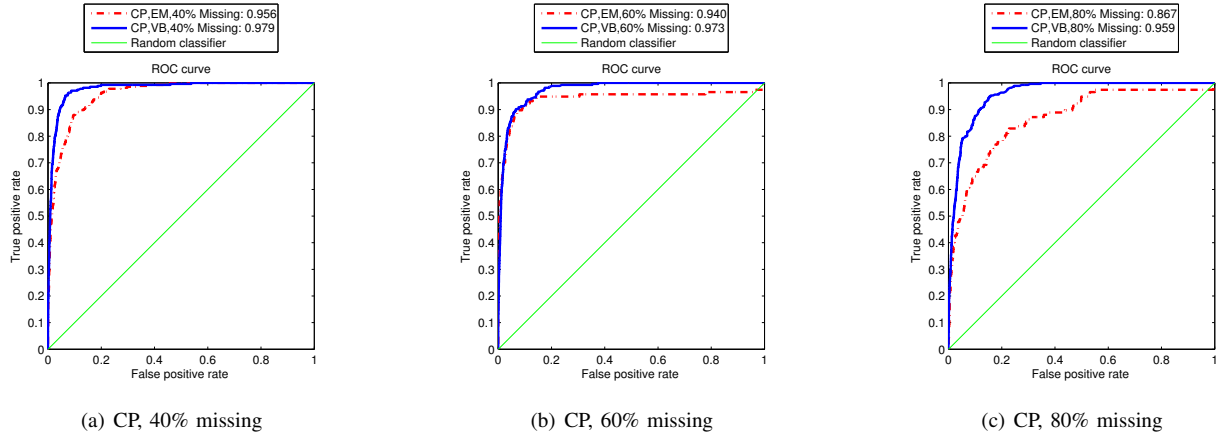 CP,EM,40% Missing: 0.956
CP,VB,40% Missing: 0.979
Random classifier
ROC curve
True positive rate
1
0.9
0.8
0.7
0.6
0.5
0.4
0.3
0.2
0.1
0
0 0.2 0.4 0.6 0.8 1
False positive rate
(a) CP, 40% missing
CP,EM,60% Missing: 0.940
CP,VB,60% Missing: 0.973
Random classifier
ROC curve
True positive rate
1
0.9
0.8
0.7
0.6
0.5
0.4
0.3
0.2
0.1
0
0 0.2 0.4 0.6 0.8 1
False positive rate
(b) CP, 60% missing
CP,EM,80% Missing: 0.867
CP,VB,80% Missing: 0.959
Random classifier
ROC curve
True positive rate
1
0.9
0.8
0.7
0.6
0.5
0.4
0.3
0.2
0.1
0
0 0.2 0.4 0.6 0.8 1
False positive rate
(c) CP, 80% missing